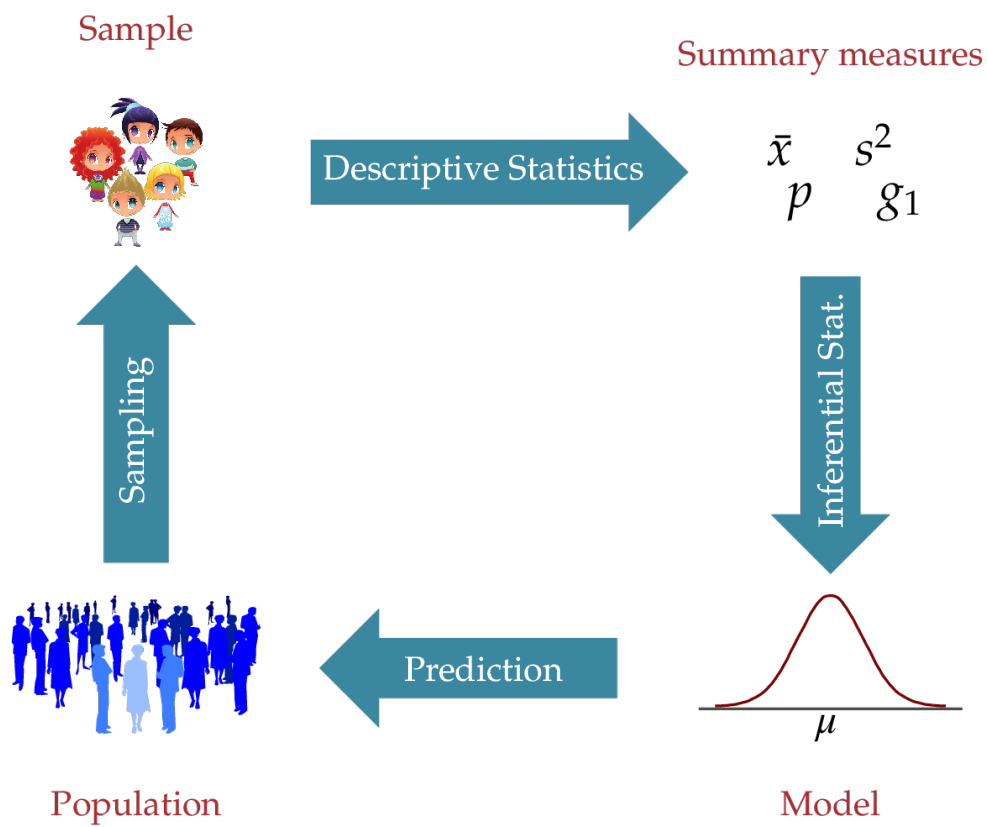 Sample
Summary measures
Descriptive Statistics
x̄ s²
p g₁
Sampling
Inferential Stat.
Prediction
μ
Population
Model